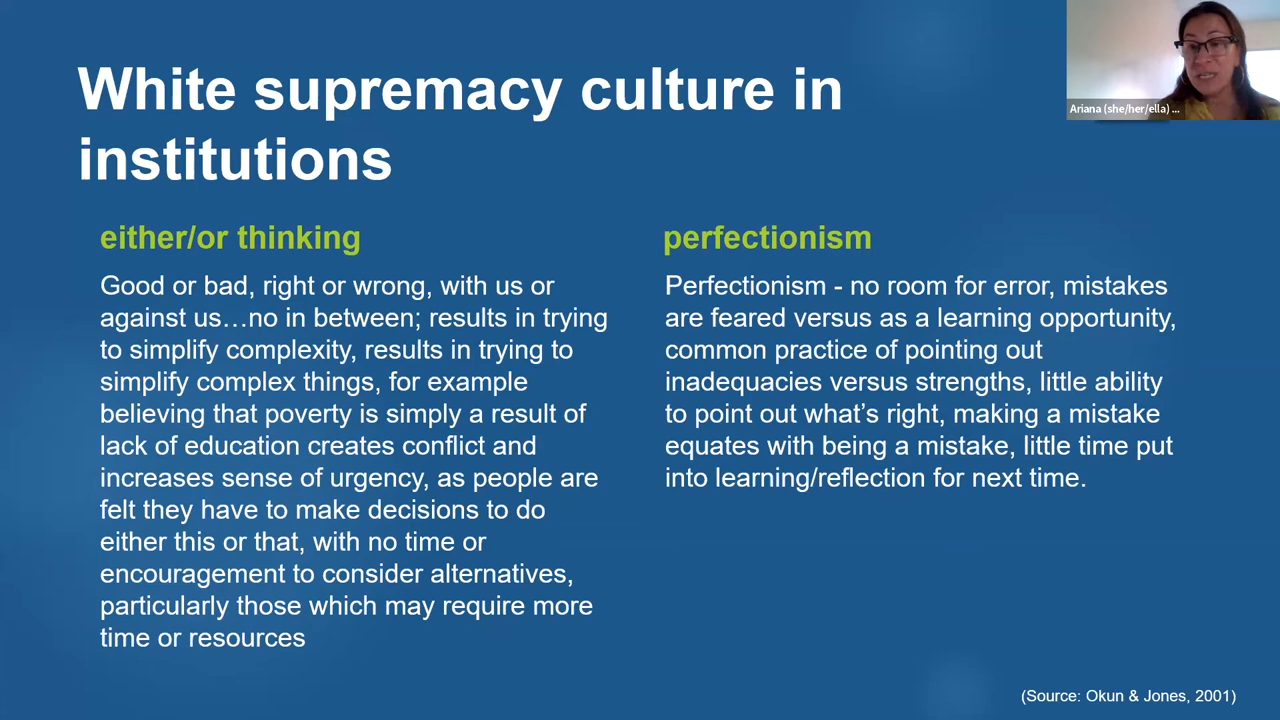 White supremacy culture in
institutions
Ariana (she/her/ella) ...
either/or thinking
Good or bad, right or wrong, with us or
against us…no in between; results in trying
to simplify complexity, results in trying to
simplify complex things, for example
believing that poverty is simply a result of
lack of education creates conflict and
increases sense of urgency, as people are
felt they have to make decisions to do
either this or that, with no time or
encouragement to consider alternatives,
particularly those which may require more
time or resources
perfectionism
Perfectionism - no room for error, mistakes
are feared versus as a learning opportunity,
common practice of pointing out
inadequacies versus strengths, little ability
to point out what’s right, making a mistake
equates with being a mistake, little time put
into learning/reflection for next time.
(Source: Okun & Jones, 2001)